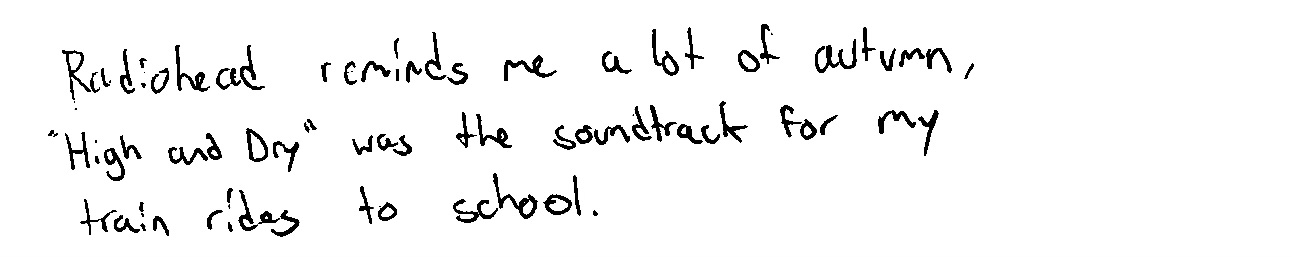 Radiohead reminds me a lot of autumn,
"High and Dry" was the soundtrack for my
train rides to school.